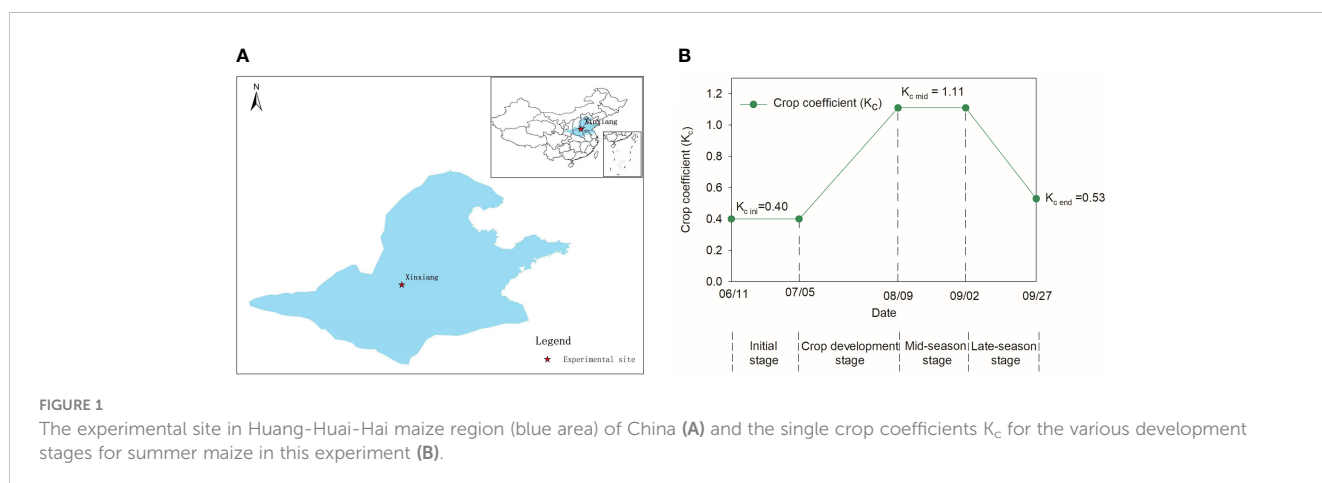 A
N
Xinxiang
Xinxiang
Legend
Experimental site
B
1.2
1.0
0.8
0.6
0.4
0.2
0.0
Crop coefficient (Kc)
Crop coefficient (Kc)
Kc mid = 1.11
Kc ini =0.40
Kc end =0.53
06/11 07/05 08/09 09/02 09/27
Date
Initial stage
Crop development stage
Mid-season stage
Late-season stage
FIGURE 1
The experimental site in Huang-Huai-Hai maize region (blue area) of China (A) and the single crop coefficients Kc for the various development
stages for summer maize in this experiment (B).